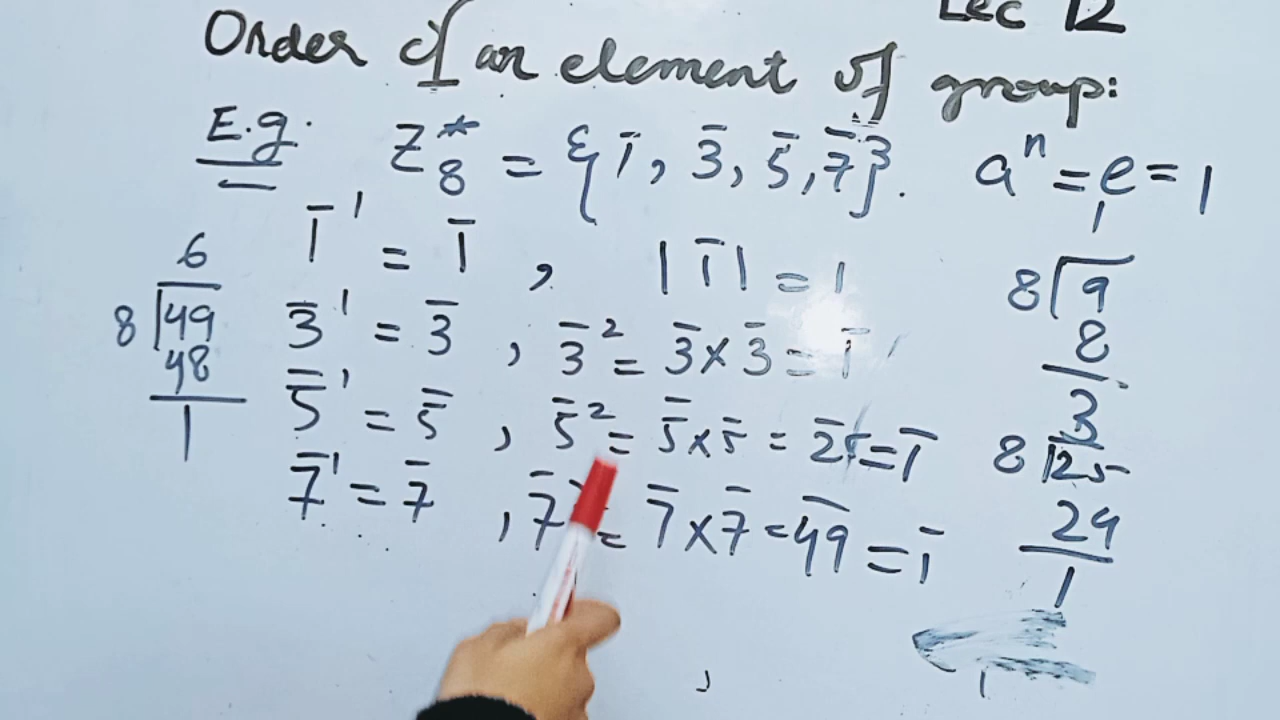 Lec 12
Order of an element of group:
E.g. Z₈* = {1̄, 3̄, 5̄, 7̄}. aⁿ = e = 1
1̄¹ = 1̄ , |1̄| = 1
3̄¹ = 3̄ , 3̄² = 3̄×3̄ = 1̄
5̄¹ = 5̄ , 5̄² = 5̄×5̄ = 2̄5̄ = 1̄
7̄¹ = 7̄ , 7̄ = 7̄×7̄ = 4̄9̄ = 1̄
6
8 49
48
1
1
8 9
8
3
8 25
24
1